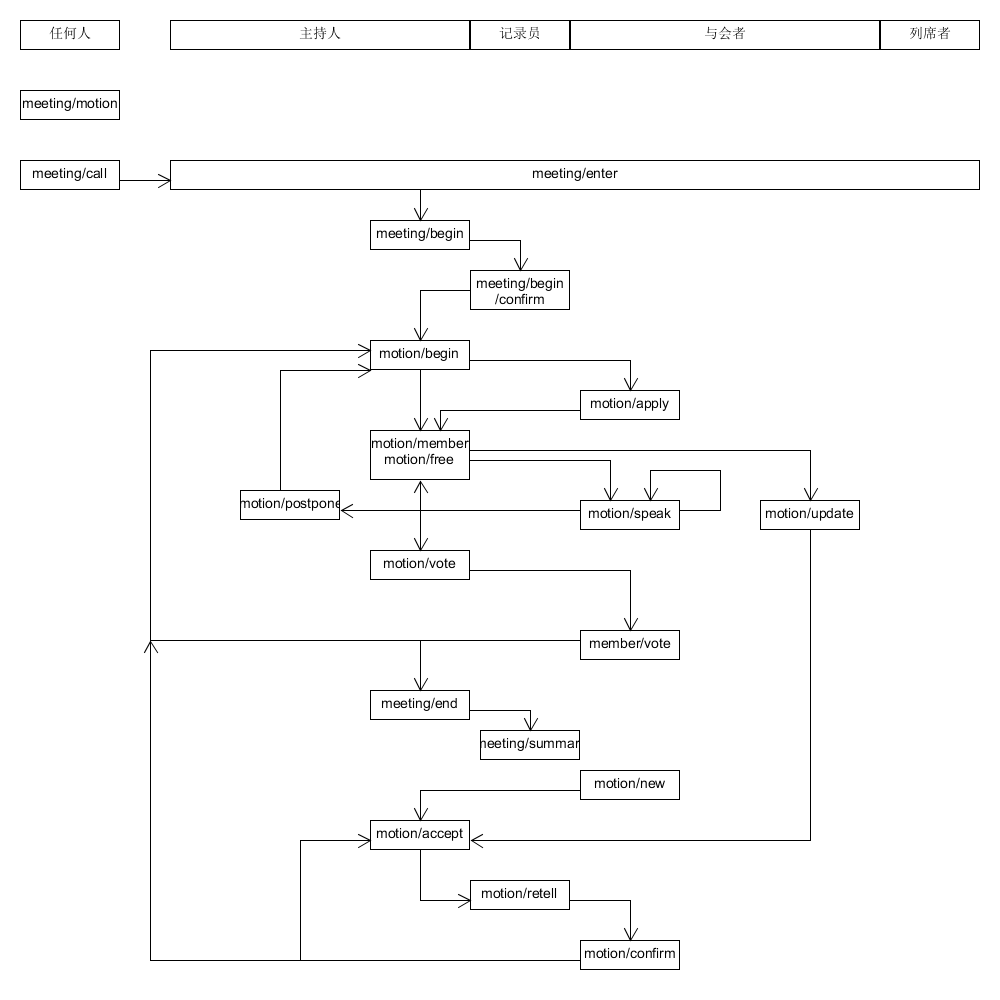 任何人
主持人
记录员
与会者
列席者
meeting/motion
meeting/call
meeting/enter
meeting/begin
meeting/begin
/confirm
motion/begin
motion/apply
motion/member
motion/free
motion/postpone
motion/speak
motion/update
motion/vote
member/vote
meeting/end
meeting/summar
motion/new
motion/accept
motion/retell
motion/confirm